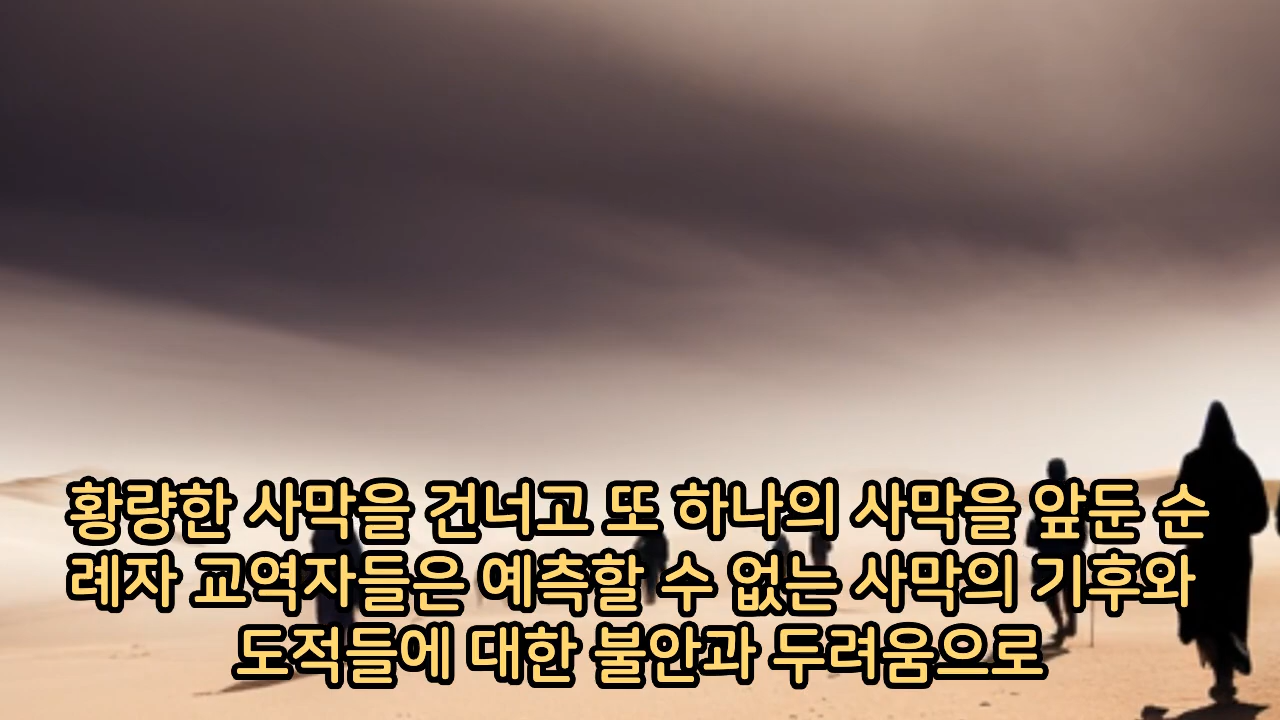 황량한 사막을 건너고 또 하나의 사막을 앞둔 순
례자 교역자들은 예측할 수 없는 사막의 기후와
도적들에 대한 불안과 두려움으로